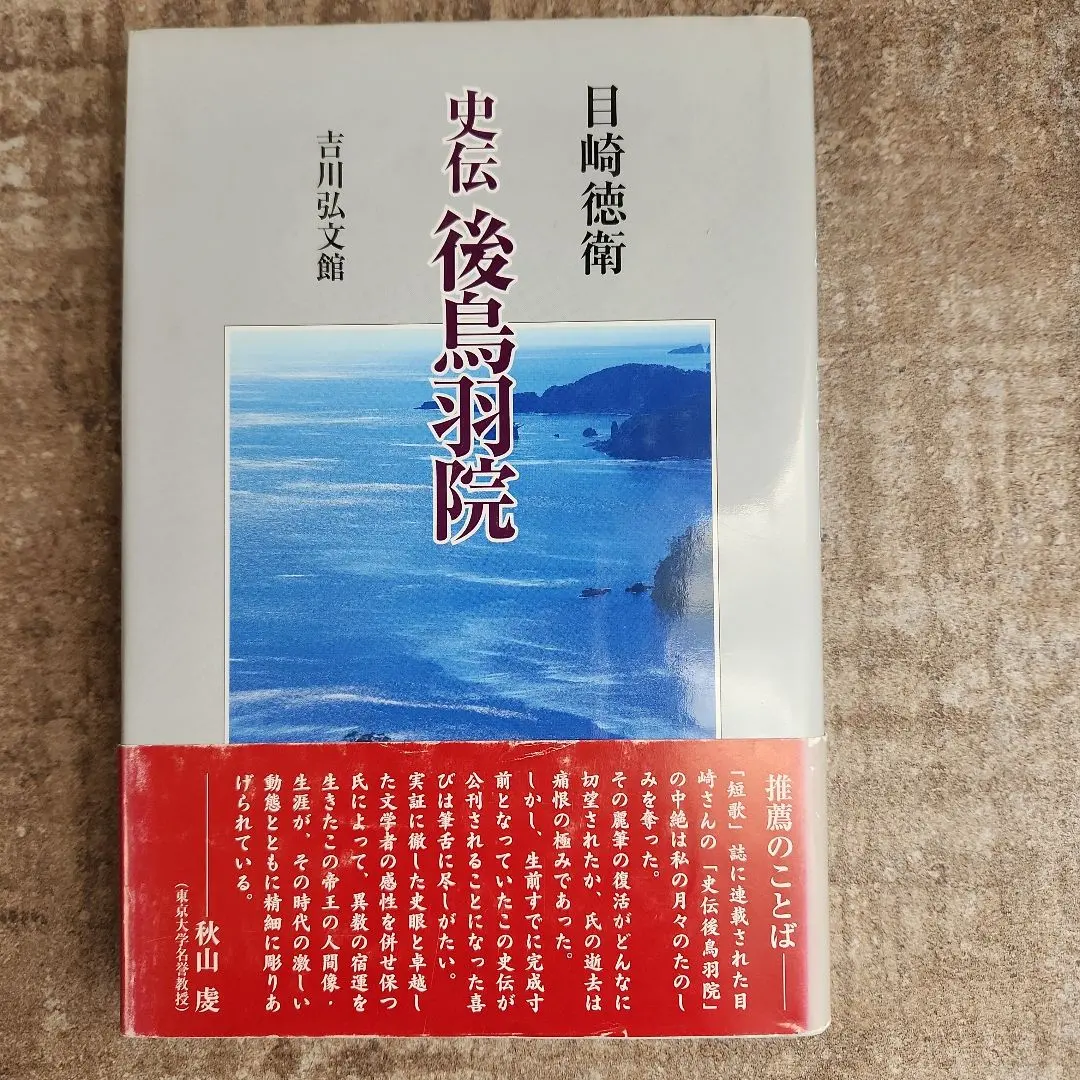 目崎徳衛
史伝 後鳥羽院
吉川弘文館
推薦のことば――
「短歌」誌に連載された目
崎さんの「史伝後鳥羽院」
の中絶は私の月々のたのし
みを奪った。
その麗筆の復活がどんなに
切望されたか、氏の逝去は
痛恨の極みであった。
しかし、生前すでに完成寸
前となっていたこの史伝が
公刊されることになった喜
びは筆舌に尽しがたい。
実証に徹した史眼と卓越し
た文学者の感性を併せ保つ
氏によって、異数の宿運を
生きたこの帝王の人間像・
生涯が、その時代の激しい
動態とともに精細に彫りあ
げられている。
――秋山 虔
（東京大学名誉教授）